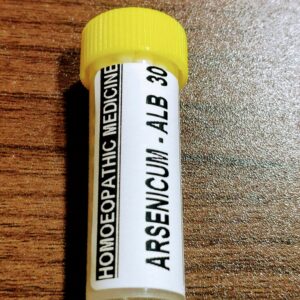 HOMOEOPATHIC MEDICINE
ARSENICUM - ALB 30